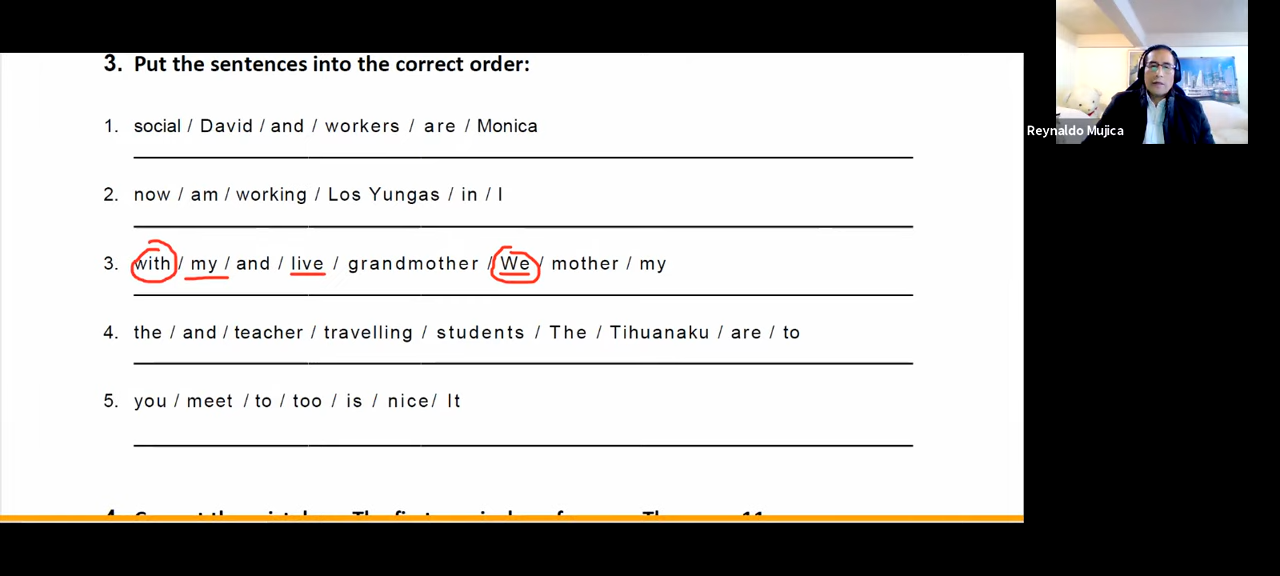 3. Put the sentences into the correct order:
1. social / David / and / workers / are / Monica
2. now / am / working / Los Yungas / in / I
3. with / my / and / live / grandmother / We / mother / my
4. the / and / teacher / travelling / students / The / Tihuanaku / are / to
5. you / meet / to / too / is / nice/ It
Reynaldo Mujica